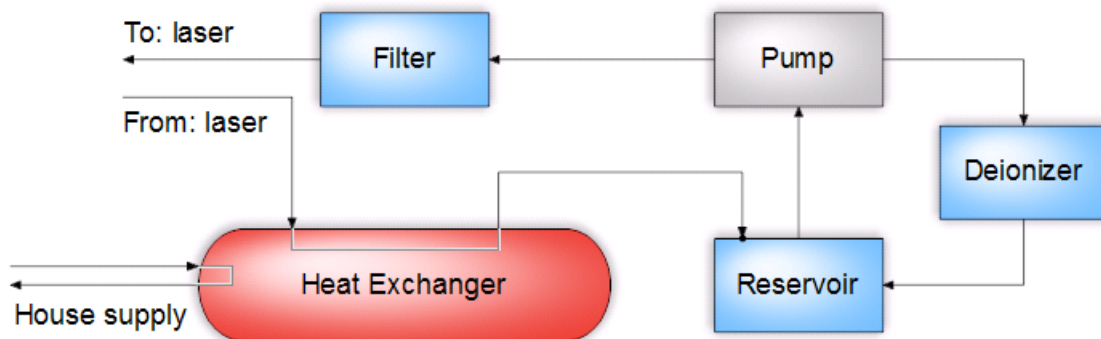 To: laser
Filter
Pump
From: laser
Deionizer
Heat Exchanger
Reservoir
House supply